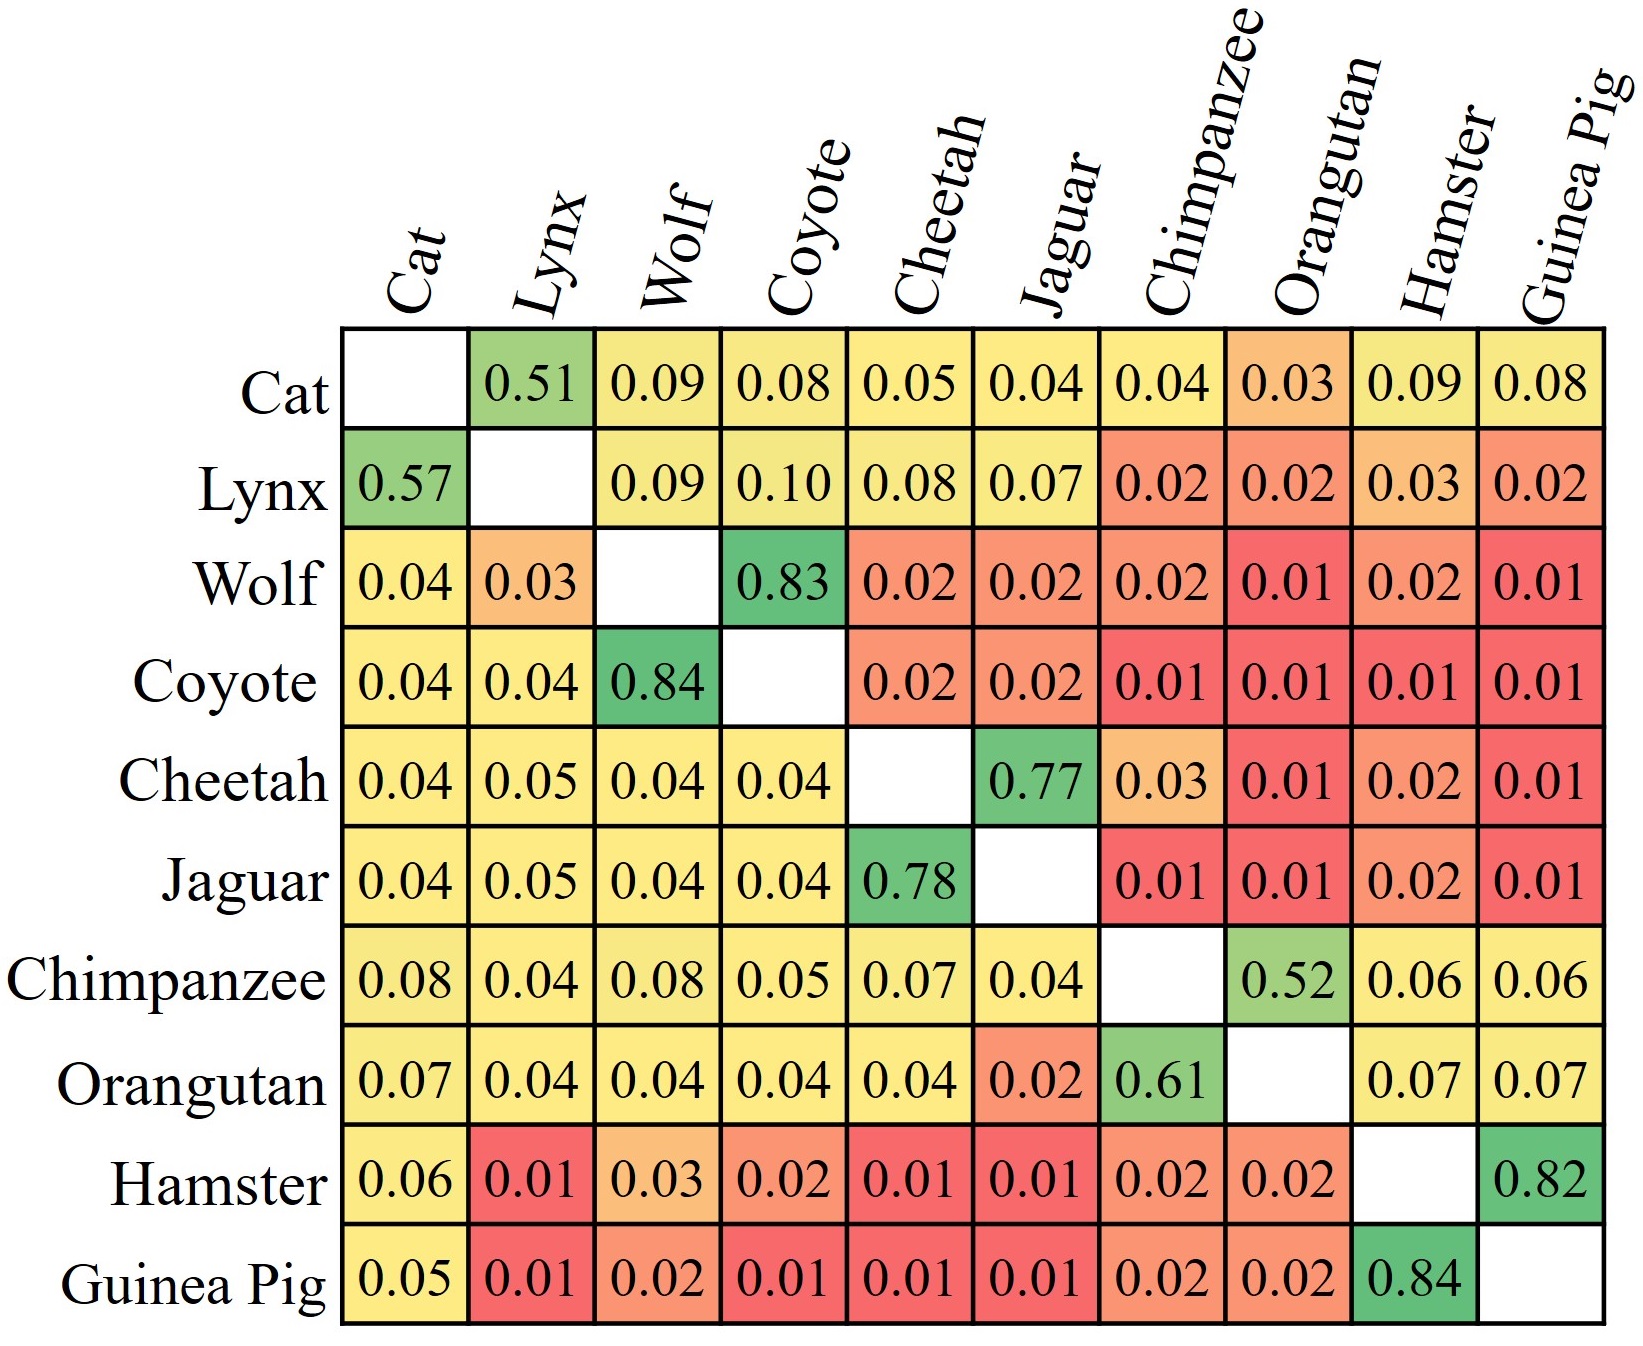 Cat Lynx Wolf Coyote Cheetah Jaguar Chimpanzee Orangutan Hamster Guinea Pig
Cat 0.51 0.09 0.08 0.05 0.04 0.04 0.03 0.09 0.08
Lynx 0.57 0.09 0.10 0.08 0.07 0.02 0.02 0.03 0.02
Wolf 0.04 0.03 0.83 0.02 0.02 0.02 0.01 0.02 0.01
Coyote 0.04 0.04 0.84 0.02 0.02 0.01 0.01 0.01 0.01
Cheetah 0.04 0.05 0.04 0.04 0.77 0.03 0.01 0.02 0.01
Jaguar 0.04 0.05 0.04 0.04 0.78 0.01 0.01 0.02 0.01
Chimpanzee 0.08 0.04 0.08 0.05 0.07 0.04 0.52 0.06 0.06
Orangutan 0.07 0.04 0.04 0.04 0.04 0.02 0.61 0.07 0.07
Hamster 0.06 0.01 0.03 0.02 0.01 0.01 0.02 0.02 0.82
Guinea Pig 0.05 0.01 0.02 0.01 0.01 0.01 0.02 0.02 0.84